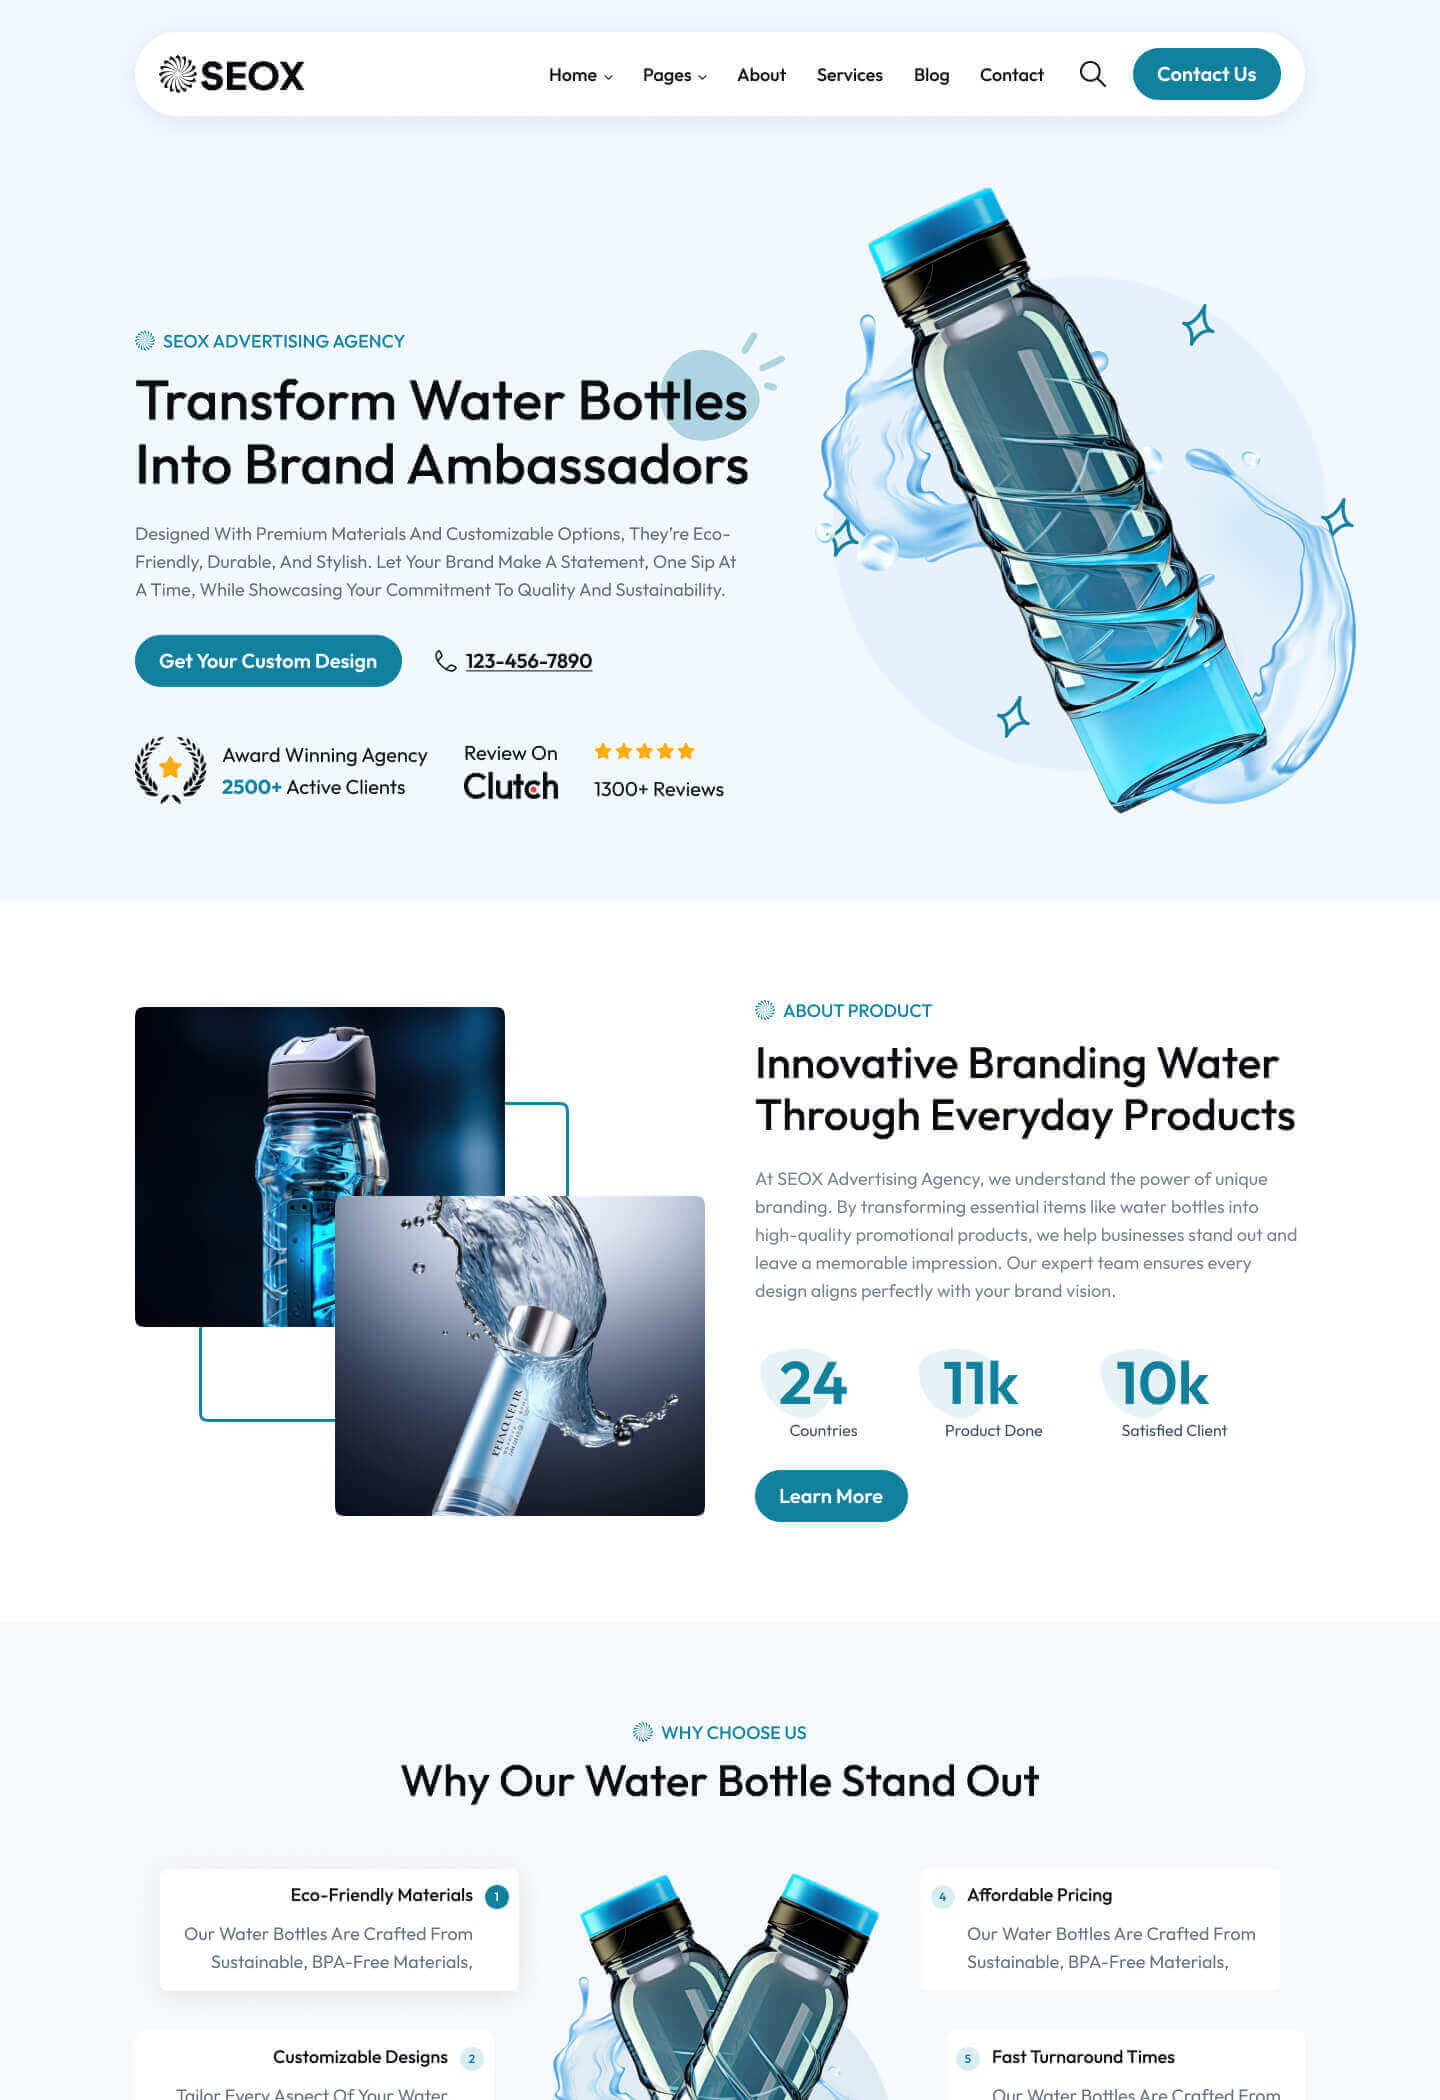 SEOX
Home
Pages
About
Services
Blog
Contact
Contact Us
SEOX ADVERTISING AGENCY
Transform Water Bottles
Into Brand Ambassadors
Designed With Premium Materials And Customizable Options, They’re Eco-
Friendly, Durable, And Stylish. Let Your Brand Make A Statement, One Sip At
A Time, While Showcasing Your Commitment To Quality And Sustainability.
Get Your Custom Design
123-456-7890
Award Winning Agency
2500+ Active Clients
Review On
Clutch
1300+ Reviews
ABOUT PRODUCT
Innovative Branding Water
Through Everyday Products
At SEOX Advertising Agency, we understand the power of unique
branding. By transforming essential items like water bottles into
high-quality promotional products, we help businesses stand out and
leave a memorable impression. Our expert team ensures every
design aligns perfectly with your brand vision.
24
Countries
11k
Product Done
10k
Satisfied Client
Learn More
WHY CHOOSE US
Why Our Water Bottle Stand Out
Eco-Friendly Materials
1
Our Water Bottles Are Crafted From
Sustainable, BPA-Free Materials,
4
Affordable Pricing
Our Water Bottles Are Crafted From
Sustainable, BPA-Free Materials,
Customizable Designs
2
Tailor Every Aspect Of Your Water
5
Fast Turnaround Times
Our Water Bottles Are Crafted From